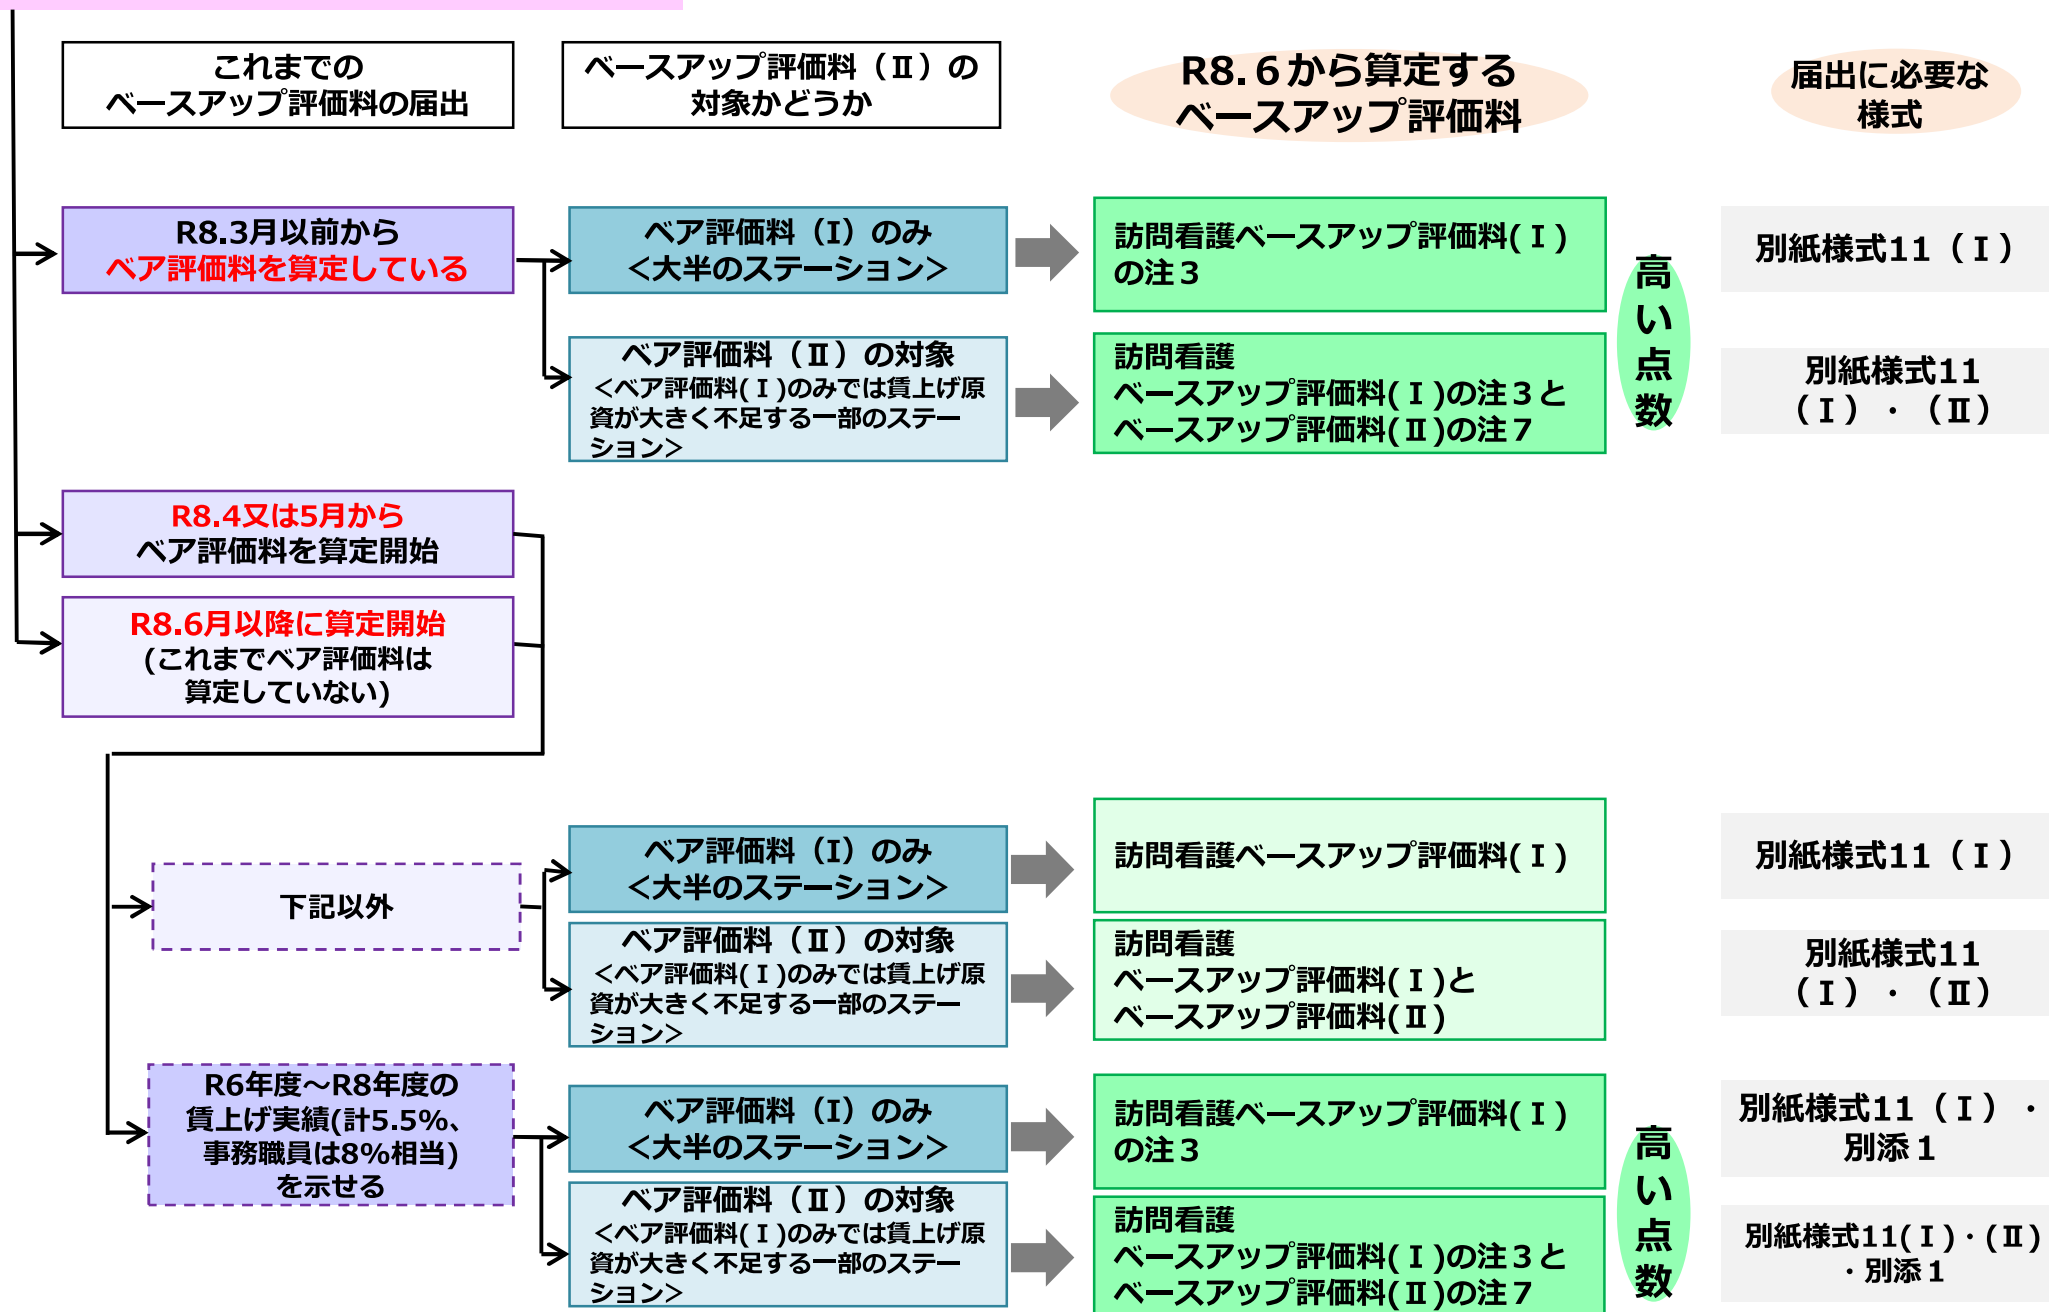 これまでの
ベースアップ評価料の届出
ベースアップ評価料（Ⅱ）の
対象かどうか
R8.６から算定する
ベースアップ評価料
届出に必要な
様式
R8.3月以前から
ベア評価料を算定している
ベア評価料（Ⅰ）のみ
＜大半のステーション＞
訪問看護ベースアップ評価料(Ⅰ)
の注３
別紙様式11（Ⅰ）
ベア評価料（Ⅱ）の対象
＜ベア評価料(Ⅰ)のみでは賃上げ原
資が大きく不足する一部のステー
ション＞
訪問看護
ベースアップ評価料(Ⅰ)の注３と
ベースアップ評価料(Ⅱ)の注７
高い点数
別紙様式11
（Ⅰ）・（Ⅱ）
R8.4又は5月から
ベア評価料を算定開始
R8.6月以降に算定開始
(これまでベア評価料は
算定していない)
下記以外
ベア評価料（Ⅰ）のみ
＜大半のステーション＞
訪問看護ベースアップ評価料(Ⅰ)
別紙様式11（Ⅰ）
ベア評価料（Ⅱ）の対象
＜ベア評価料(Ⅰ)のみでは賃上げ原
資が大きく不足する一部のステー
ション＞
訪問看護
ベースアップ評価料(Ⅰ)と
ベースアップ評価料(Ⅱ)
別紙様式11
（Ⅰ）・（Ⅱ）
R6年度～R8年度の
賃上げ実績(計5.5%、
事務職員は8%相当)
を示せる
ベア評価料（Ⅰ）のみ
＜大半のステーション＞
訪問看護ベースアップ評価料(Ⅰ)
の注３
別紙様式11（Ⅰ）・
別添１
ベア評価料（Ⅱ）の対象
＜ベア評価料(Ⅰ)のみでは賃上げ原
資が大きく不足する一部のステー
ション＞
訪問看護
ベースアップ評価料(Ⅰ)の注３と
ベースアップ評価料(Ⅱ)の注７
高い点数
別紙様式11(Ⅰ)・(Ⅱ)
・別添１